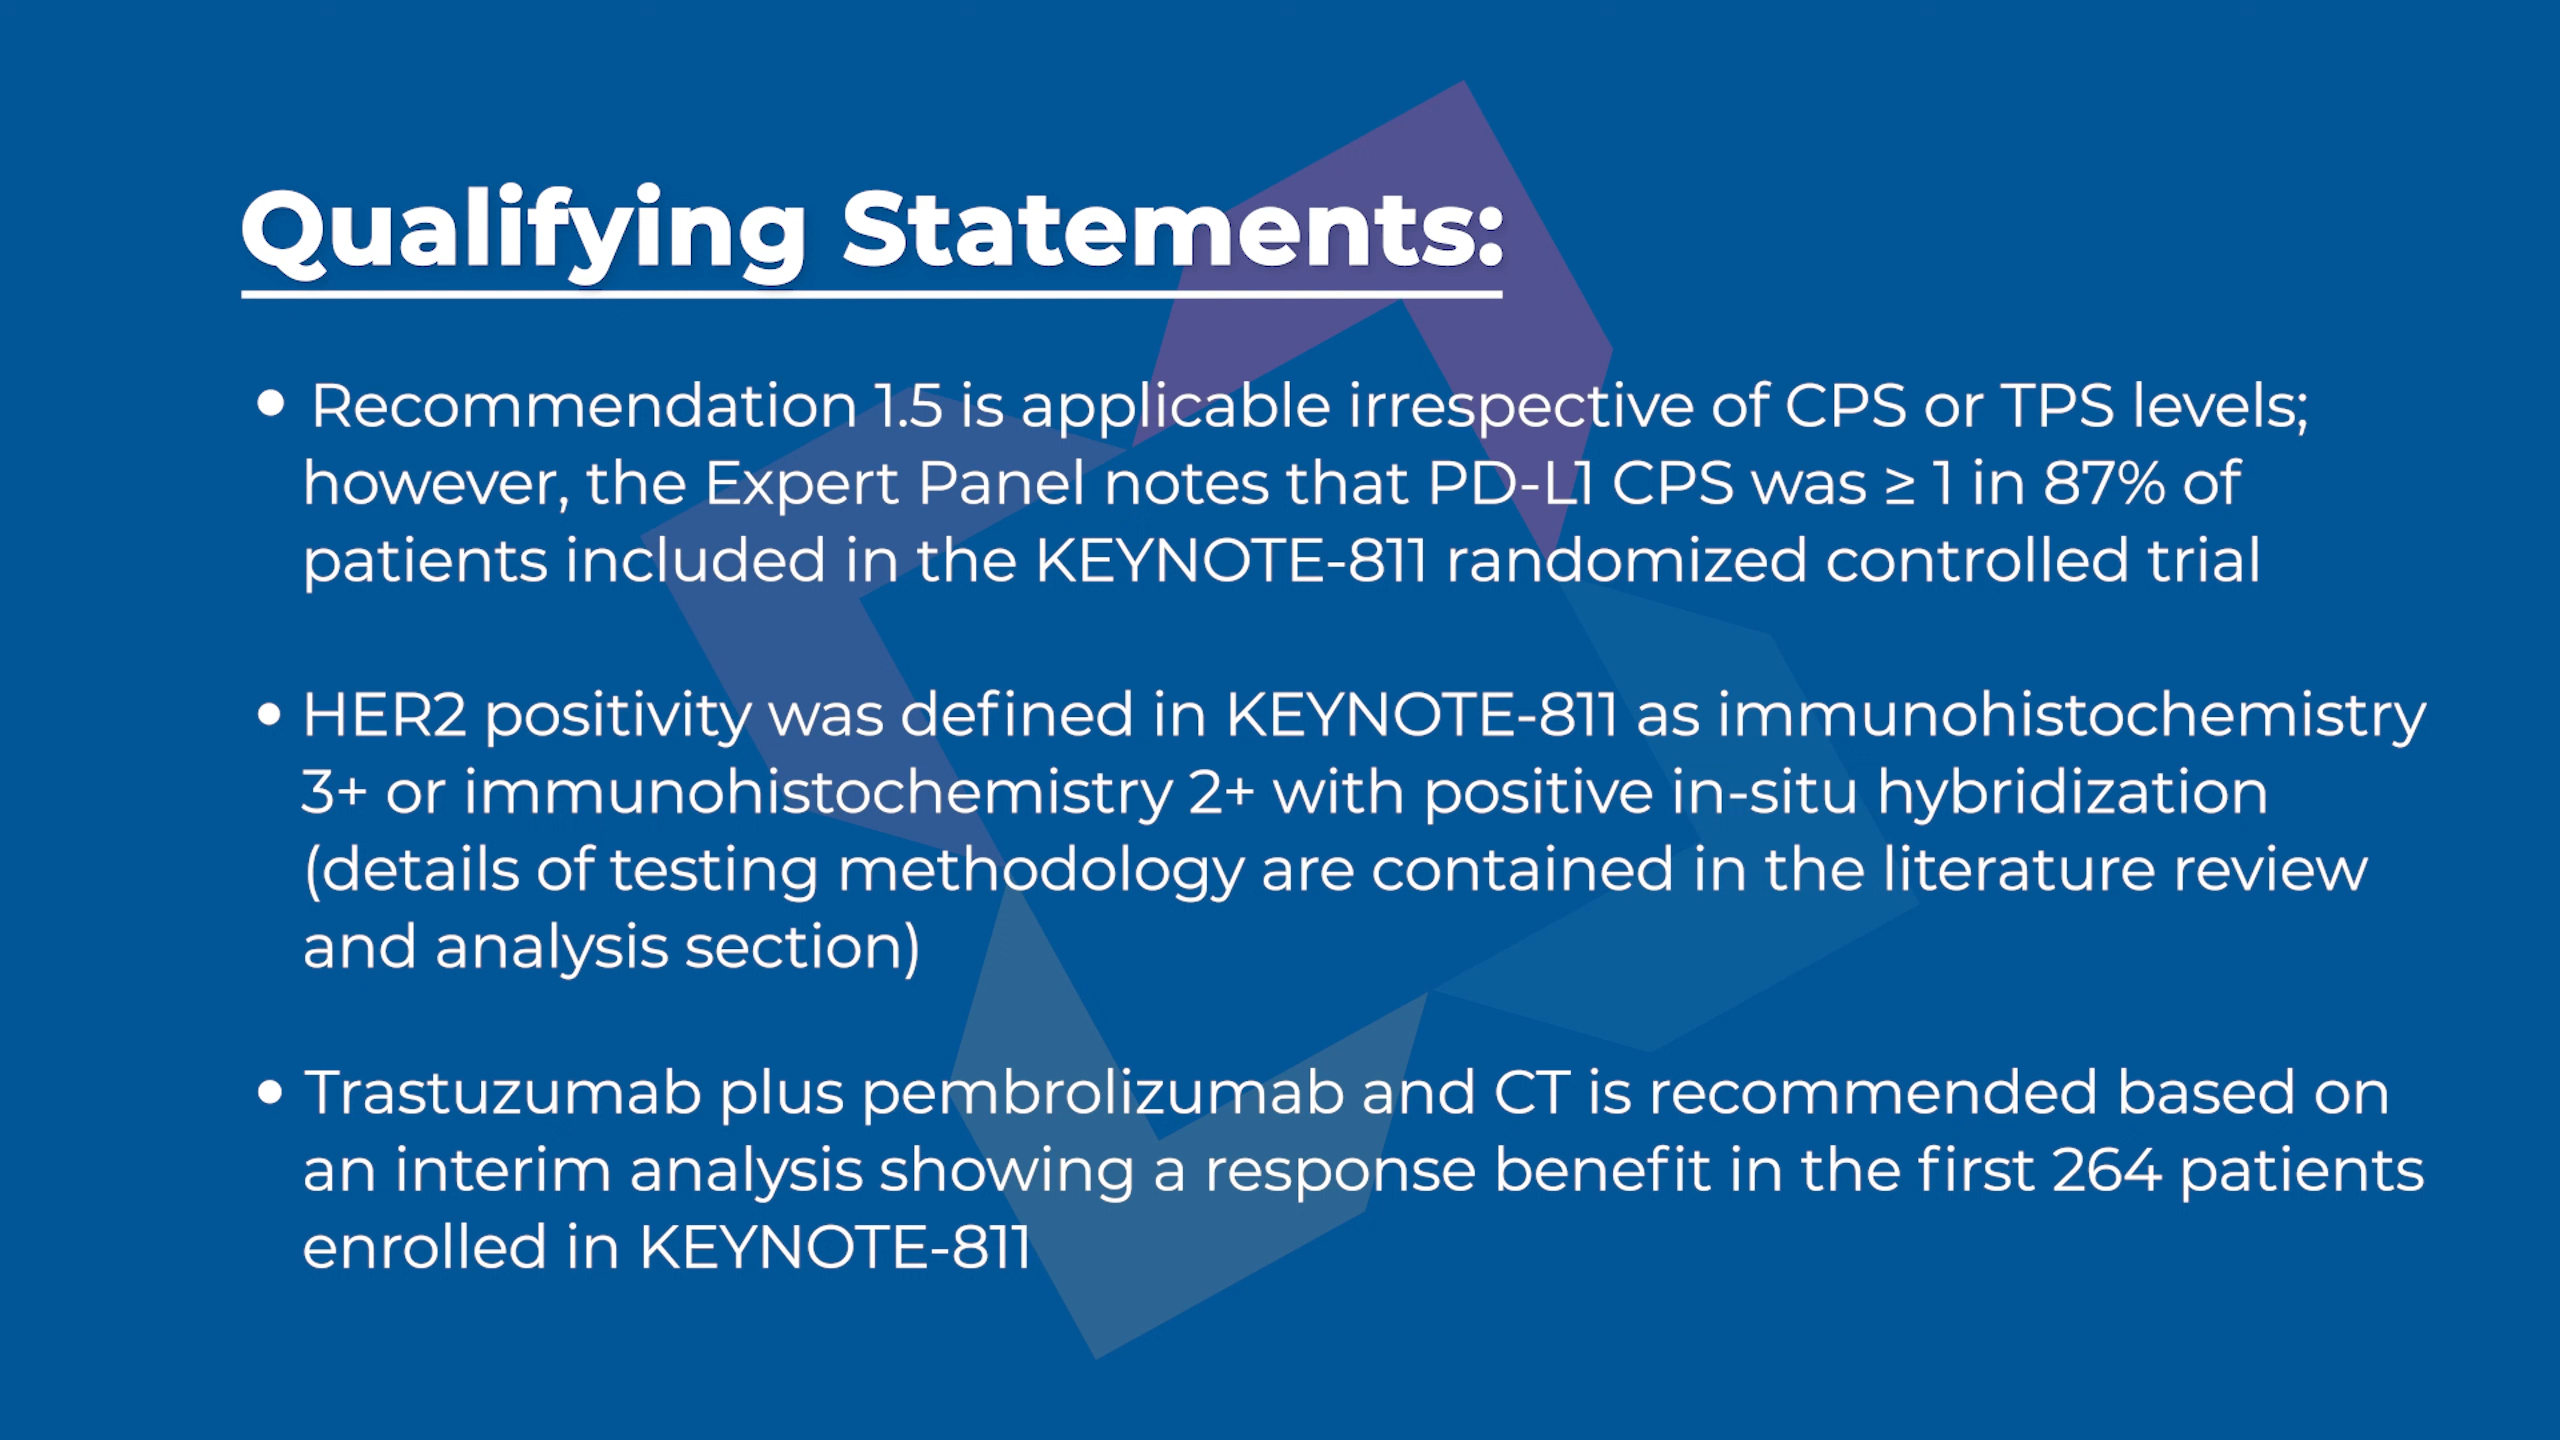 Qualifying Statements:
• Recommendation 1.5 is applicable irrespective of CPS or TPS levels;
however, the Expert Panel notes that PD-L1 CPS was ≥ 1 in 87% of
patients included in the KEYNOTE-811 randomized controlled trial
• HER2 positivity was defined in KEYNOTE-811 as immunohistochemistry
3+ or immunohistochemistry 2+ with positive in-situ hybridization
(details of testing methodology are contained in the literature review
and analysis section)
• Trastuzumab plus pembrolizumab and CT is recommended based on
an interim analysis showing a response benefit in the first 264 patients
enrolled in KEYNOTE-811